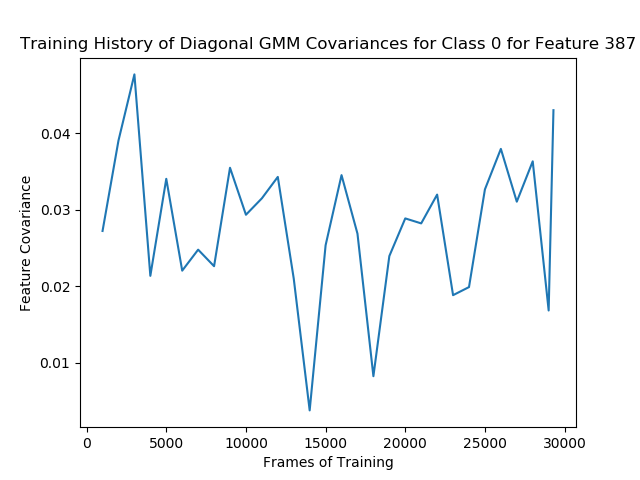 Training History of Diagonal GMM Covariances for Class 0 for Feature 387
0.04
0.03
0.02
0.01
Feature Covariance
0 5000 10000 15000 20000 25000 30000
Frames of Training